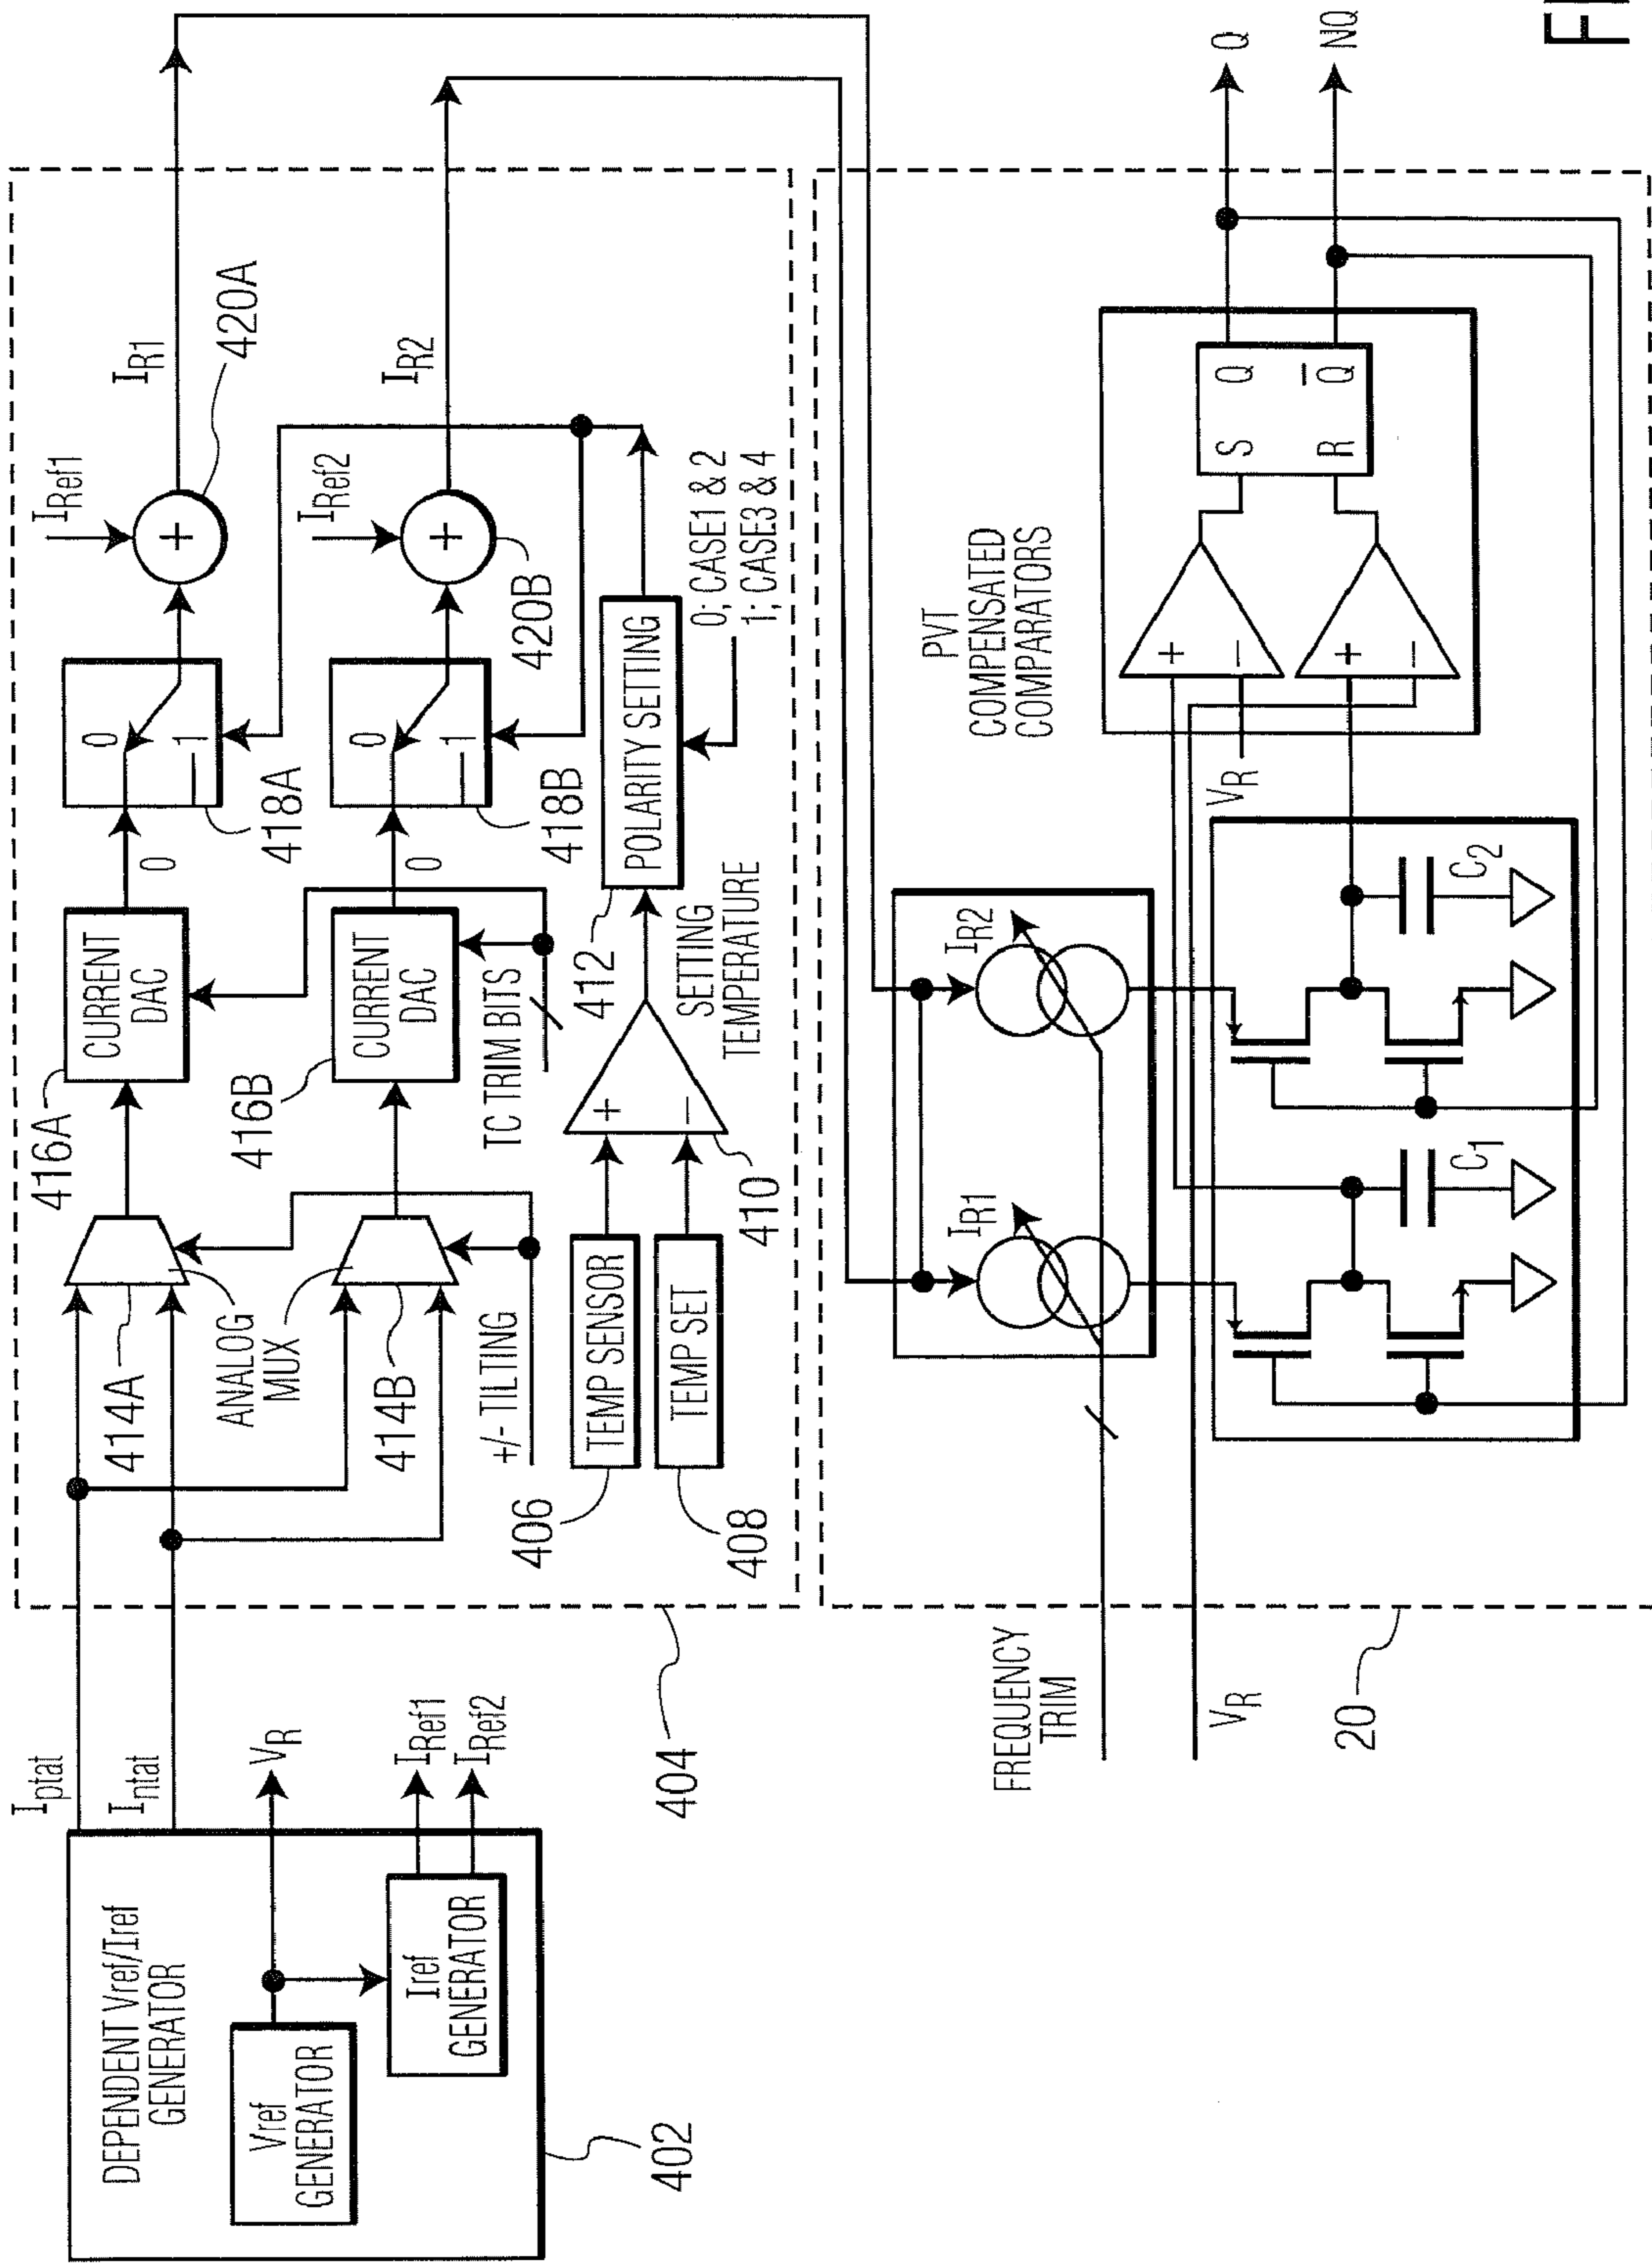 DEPENDENT Vref/Iref
GENERATOR
Vref
GENERATOR
Iref
GENERATOR
402
Iptat
Intat
VR
IRef1
IRef2
404
414A
ANALOG
MUX
414B
+/- TILTING
416A
CURRENT
DAC
0
416B
CURRENT
DAC
0
TC TRIM BITS
418A
0
1
418B
0
1
IRef1
+
420A
IR1
IRef2
+
420B
IR2
406
TEMP SENSOR
408
TEMP SET
+
-
410
SETTING
TEMPERATURE
412
POLARITY SETTING
0; CASE1 & 2
1; CASE3 & 4
FREQUENCY
TRIM
VR
20
IR1
IR2
C1
C2
PVT
COMPENSATED
COMPARATORS
VR
+
-
+
-
S
Q
R
Q̅
Q
NQ